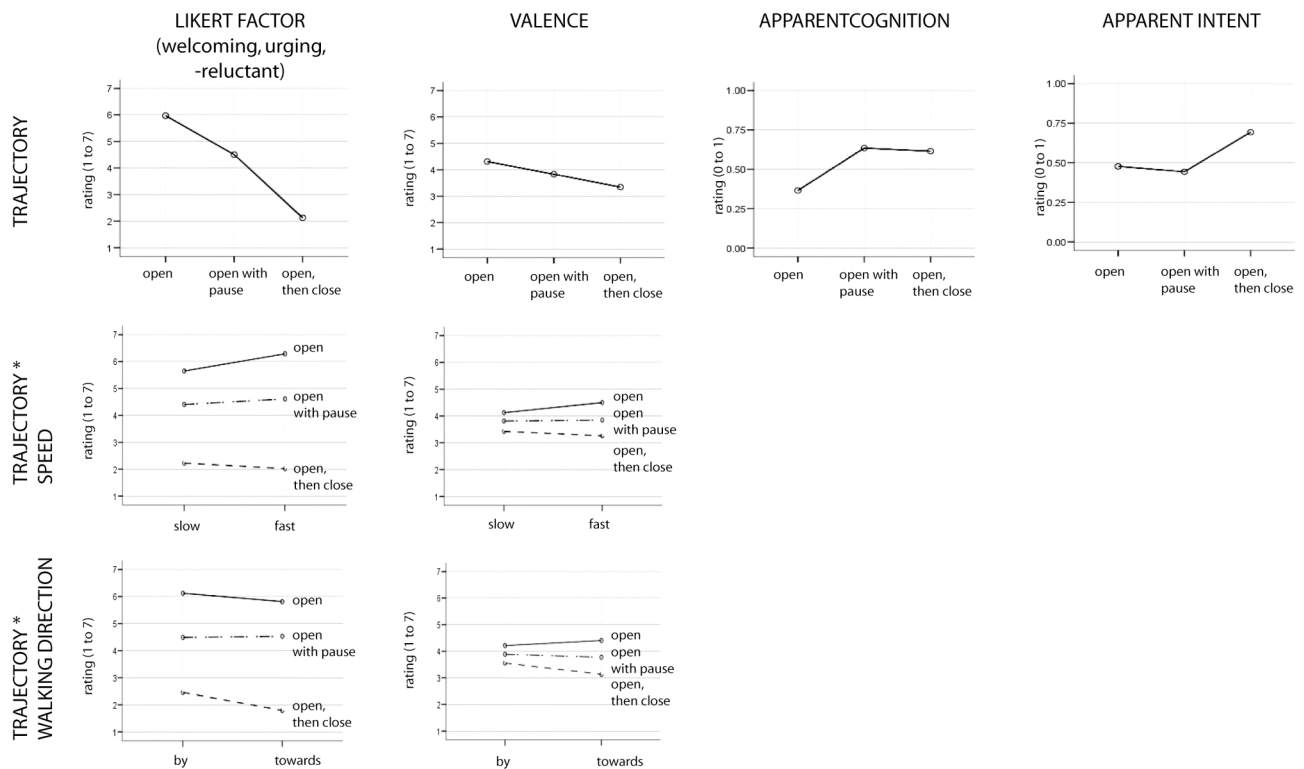 LIKERT FACTOR
(welcoming, urging,
-reluctant)
VALENCE
APPARENTCOGNITION
APPARENT INTENT
TRAJECTORY
rating (1 to 7)
7
6
5
4
3
2
1
open
open with
pause
open,
then close
rating (1 to 7)
7
6
5
4
3
2
1
open
open with
pause
open,
then close
rating (0 to 1)
1.00
0.75
0.50
0.25
0.00
open
open with
pause
open,
then close
rating (0 to 1)
1.00
0.75
0.50
0.25
0.00
open
open with
pause
open,
then close
TRAJECTORY *
SPEED
rating (1 to 7)
7
6
5
4
3
2
1
open
open
with pause
open,
then close
slow
fast
rating (1 to 7)
7
6
5
4
3
2
1
open
open
with pause
open,
then close
slow
fast
TRAJECTORY *
WALKING DIRECTION
rating (1 to 7)
7
6
5
4
3
2
1
open
open
with pause
open,
then close
by
towards
rating (1 to 7)
7
6
5
4
3
2
1
open
open
with pause
open,
then close
by
towards